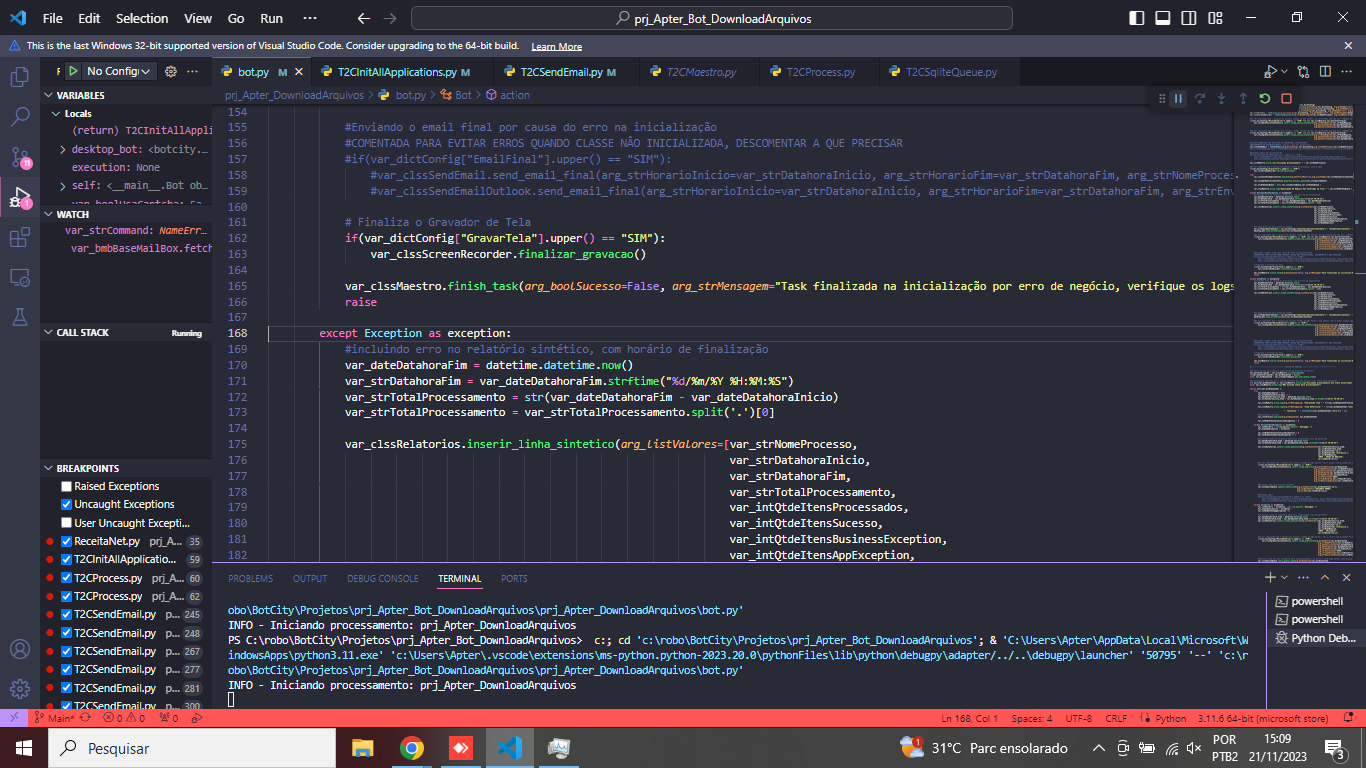 File Edit Selection View Go Run ··· prj_Apter_Bot_DownloadArquivos
This is the last Windows 32-bit supported version of Visual Studio Code. Consider upgrading to the 64-bit build. Learn More
No Config
bot.py M T2CInitAllApplications.py M T2CSendEmail.py M T2CMaestro.py T2CProcess.py T2CSqliteQueue.py
prj_Apter_DownloadArquivos > bot.py > Bot > action
VARIABLES
Locals
(return) T2CInitAllAppli
desktop_bot: <botcity.
execution: None
self: <__main__.Bot ob
WATCH
var_strCommand: NameErr…
var_bmbBaseMailBox.fetch
CALL STACK Running
BREAKPOINTS
Raised Exceptions
Uncaught Exceptions
User Uncaught Excepti...
ReceitaNet.py prj_A... 35
T2CInitAllApplicatio... 59
T2CProcess.py prj_A... 60
T2CProcess.py prj_A... 62
T2CSendEmail.py p... 245
T2CSendEmail.py p... 248
T2CSendEmail.py p... 267
T2CSendEmail.py p... 277
T2CSendEmail.py p... 281
T2CSendEmail.py p... 300
154
155 #Enviando o email final por causa do erro na inicialização
156 #COMENTADA PARA EVITAR ERROS QUANDO CLASSE NÃO INICIALIZADA, DESCOMENTAR A QUE PRECISAR
157 #if(var_dictConfig["EmailFinal"].upper() == "SIM"):
158 #var_clssSendEmail.send_email_final(arg_strHorarioInicio=var_strDatahoraInicio, arg_strHorarioFim=var_strDatahoraFim, arg_strNomeProces
159 #var_clssSendEmailOutlook.send_email_final(arg_strHorarioInicio=var_strDatahoraInicio, arg_strHorarioFim=var_strDatahoraFim, arg_strEnv
160
161 # Finaliza o Gravador de Tela
162 if(var_dictConfig["GravarTela"].upper() == "SIM"):
163 var_clssScreenRecorder.finalizar_gravacao()
164
165 var_clssMaestro.finish_task(arg_boolSucesso=False, arg_strMensagem="Task finalizada na inicialização por erro de negócio, verifique os logs
166 raise
167
168 except Exception as exception:
169 #incluindo erro no relatório sintético, com horário de finalização
170 var_dateDatahoraFim = datetime.datetime.now()
171 var_strDatahoraFim = var_dateDatahoraFim.strftime("%d/%m/%Y %H:%M:%S")
172 var_strTotalProcessamento = str(var_dateDatahoraFim - var_dateDatahoraInicio)
173 var_strTotalProcessamento = var_strTotalProcessamento.split('.')[0]
174
175 var_clssRelatorios.inserir_linha_sintetico(arg_listValores=[var_strNomeProcesso,
176 var_strDatahoraInicio,
177 var_strDatahoraFim,
178 var_strTotalProcessamento,
179 var_intQtdeItensProcessados,
180 var_intQtdeItensSucesso,
181 var_intQtdeItensBusinessException,
182 var_intQtdeItensAppException,
PROBLEMS OUTPUT DEBUG CONSOLE TERMINAL PORTS
obo\BotCity\Projetos\prj_Apter_Bot_DownloadArquivos\prj_Apter_DownloadArquivos\bot.py'
INFO - Iniciando processamento: prj_Apter_DownloadArquivos
PS C:\robo\BotCity\Projetos\prj_Apter_Bot_DownloadArquivos> c:; cd 'c:\robo\BotCity\Projetos\prj_Apter_Bot_DownloadArquivos'; & 'C:\Users\Apter\AppData\Local\Microsoft\W
indowsApps\python3.11.exe' 'c:\Users\Apter\.vscode\extensions\ms-python.python-2023.20.0\pythonFiles\lib\python\debugpy\adapter/../..\debugpy\launcher' '50795' '--' 'c:\r
obo\BotCity\Projetos\prj_Apter_Bot_DownloadArquivos\prj_Apter_DownloadArquivos\bot.py'
INFO - Iniciando processamento: prj_Apter_DownloadArquivos
powershell
powershell
Python Deb...
Main* 0 0 0 Ln 168, Col 1 Spaces: 4 UTF-8 CRLF Python 3.11.6 64-bit (microsoft store)
Pesquisar 1 31°C Parc ensolarado POR PTB2 15:09 21/11/2023 3